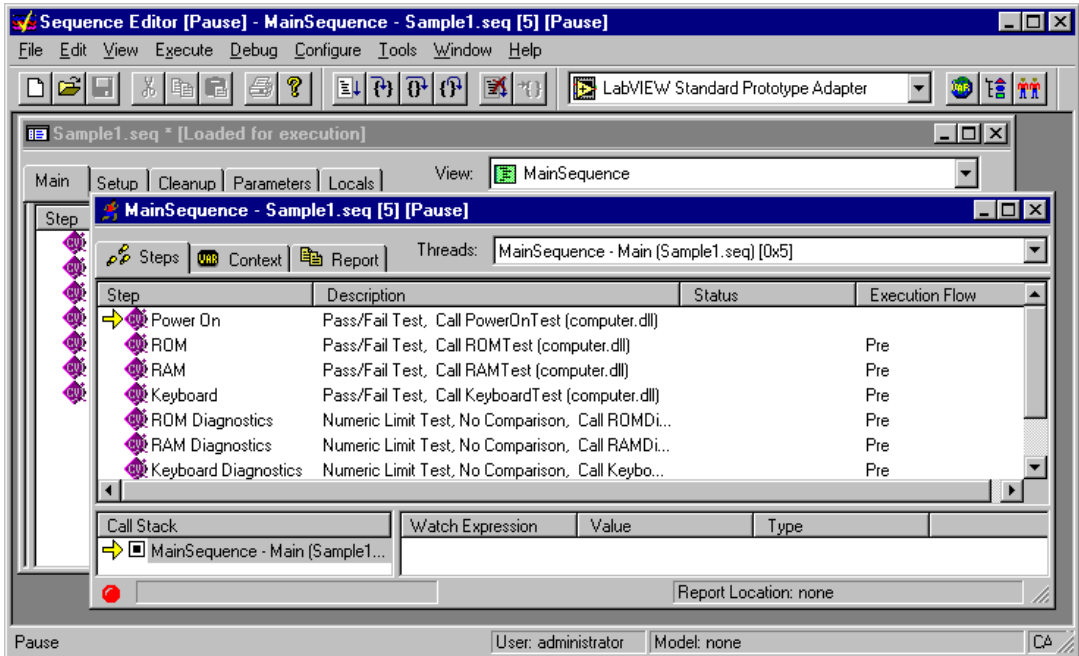 Sequence Editor [Pause] - MainSequence - Sample1.seq [5] [Pause]
File Edit View Execute Debug Configure Tools Window Help
LabVIEW Standard Prototype Adapter
Sample1.seq * [Loaded for execution]
Main Setup Cleanup Parameters Locals View: MainSequence
Step
MainSequence - Sample1.seq [5] [Pause]
Steps Context Report Threads: MainSequence - Main (Sample1.seq) [0x5]
Step Description Status Execution Flow
Power On Pass/Fail Test, Call PowerOnTest (computer.dll)
ROM Pass/Fail Test, Call ROMTest (computer.dll) Pre
RAM Pass/Fail Test, Call RAMTest (computer.dll) Pre
Keyboard Pass/Fail Test, Call KeyboardTest (computer.dll) Pre
ROM Diagnostics Numeric Limit Test, No Comparison, Call ROMDi... Pre
RAM Diagnostics Numeric Limit Test, No Comparison, Call RAMDi... Pre
Keyboard Diagnostics Numeric Limit Test, No Comparison, Call Keybo... Pre
Call Stack Watch Expression Value Type
MainSequence - Main (Sample1...
Report Location: none
Pause User: administrator Model: none